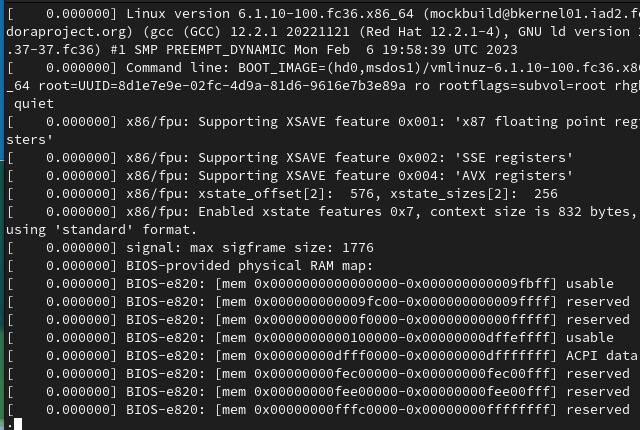 [    0.000000] Linux version 6.1.10-100.fc36.x86_64 (mockbuild@bkernel01.iad2.f
doraproject.org) (gcc (GCC) 12.2.1 20221121 (Red Hat 12.2.1-4), GNU ld version
.37-37.fc36) #1 SMP PREEMPT_DYNAMIC Mon Feb  6 19:58:39 UTC 2023
[    0.000000] Command line: BOOT_IMAGE=(hd0,msdos1)/vmlinuz-6.1.10-100.fc36.x8
_64 root=UUID=8d1e7e9e-02fc-4d9a-81d6-9616e7b3e89a ro rootflags=subvol=root rhg
 quiet
[    0.000000] x86/fpu: Supporting XSAVE feature 0x001: 'x87 floating point reg
sters'
[    0.000000] x86/fpu: Supporting XSAVE feature 0x002: 'SSE registers'
[    0.000000] x86/fpu: Supporting XSAVE feature 0x004: 'AVX registers'
[    0.000000] x86/fpu: xstate_offset[2]:  576, xstate_sizes[2]:  256
[    0.000000] x86/fpu: Enabled xstate features 0x7, context size is 832 bytes,
using 'standard' format.
[    0.000000] signal: max sigframe size: 1776
[    0.000000] BIOS-provided physical RAM map:
[    0.000000] BIOS-e820: [mem 0x0000000000000000-0x000000000009fbff] usable
[    0.000000] BIOS-e820: [mem 0x000000000009fc00-0x000000000009ffff] reserved
[    0.000000] BIOS-e820: [mem 0x00000000000f0000-0x00000000000fffff] reserved
[    0.000000] BIOS-e820: [mem 0x0000000000100000-0x00000000dffeffff] usable
[    0.000000] BIOS-e820: [mem 0x00000000dfff0000-0x00000000dfffffff] ACPI data
[    0.000000] BIOS-e820: [mem 0x00000000fec00000-0x00000000fec00fff] reserved
[    0.000000] BIOS-e820: [mem 0x00000000fee00000-0x00000000fee00fff] reserved
[    0.000000] BIOS-e820: [mem 0x00000000fffc0000-0x00000000ffffffff] reserved